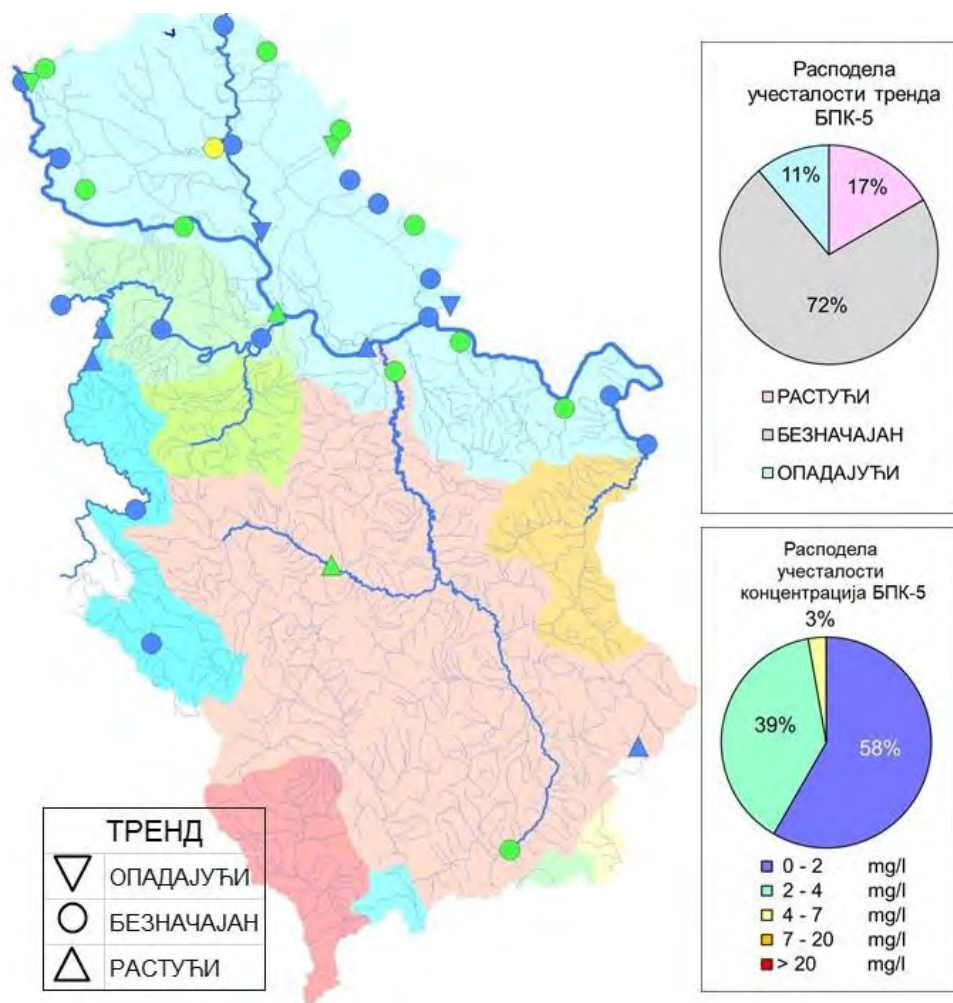 Расподела
учесталости тренда
БПК-5
11%
17%
72%
РАСТУЋИ
БЕЗНАЧАЈАН
ОПАДАЈУЋИ
Расподела
учесталости
концентрација БПК-5
3%
39%
58%
0 - 2 mg/l
2 - 4 mg/l
4 - 7 mg/l
7 - 20 mg/l
> 20 mg/l
ТРЕНД
ОПАДАЈУЋИ
БЕЗНАЧАЈАН
РАСТУЋИ